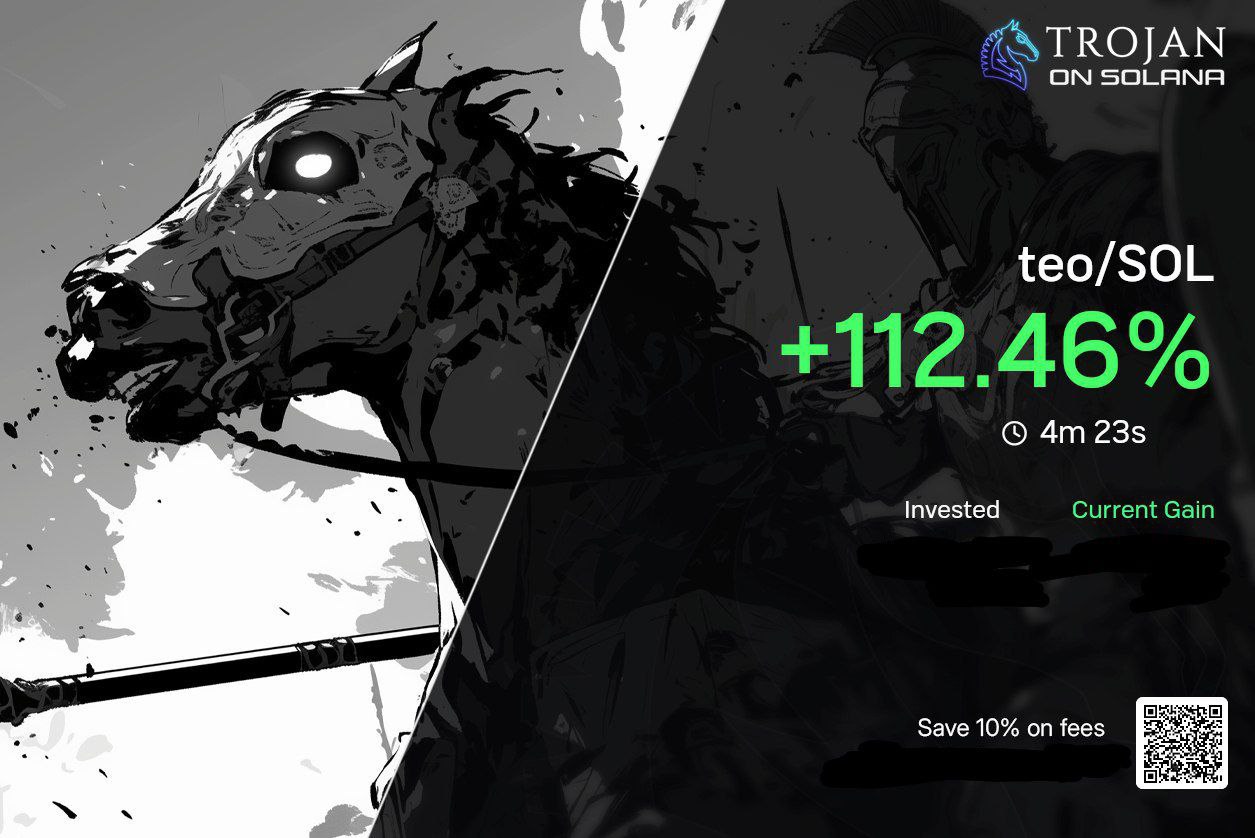 TROJAN
ON SOLANA
teo/SOL
+112.46%
4m 23s
Invested Current Gain
Save 10% on fees